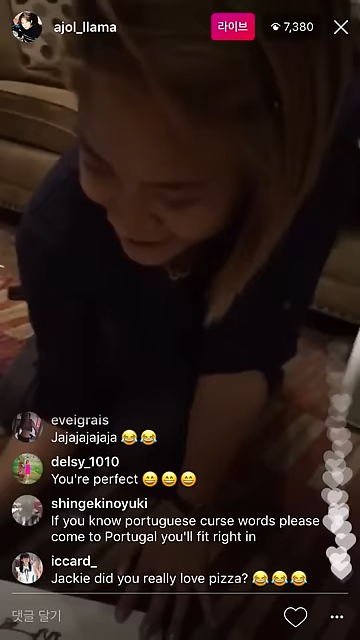 ajol_llama 라이브 7,380
eveigrais
Jajajajajaja 😂😂
delsy_1010
You're perfect 😄😄😄
shingekinoyuki
If you know portuguese curse words please
come to Portugal you'll fit right in
iccard_
Jackie did you really love pizza? 😂😂😂
댓글 달기